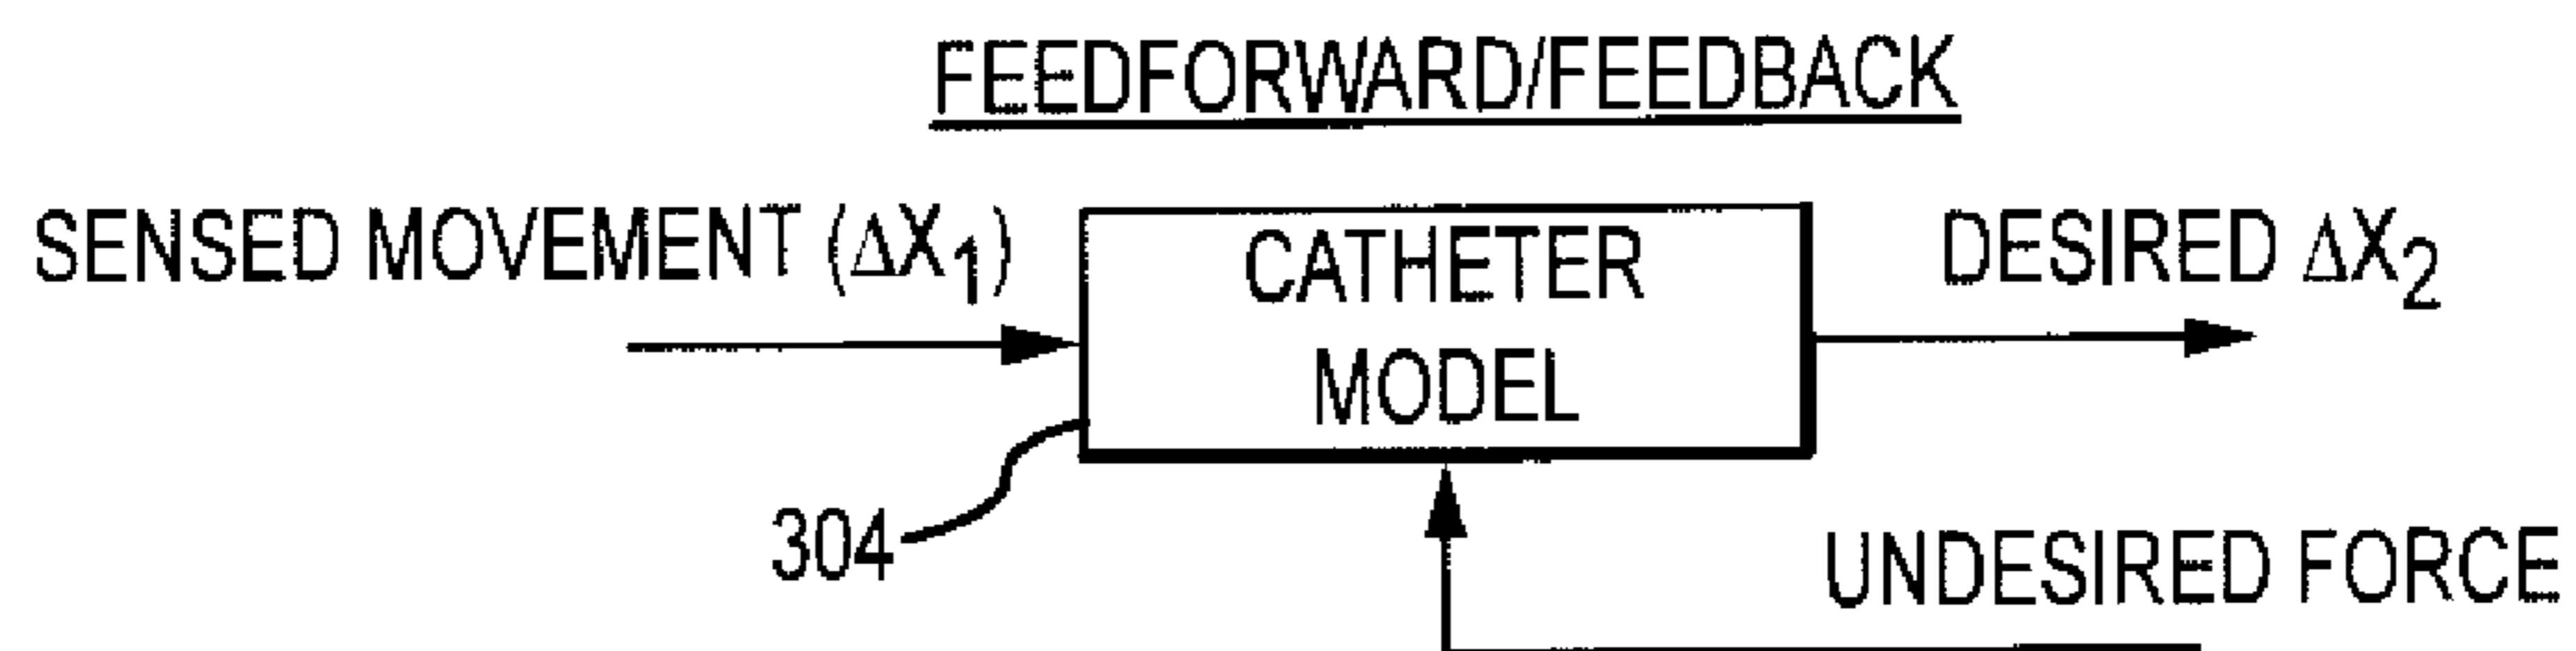 FEEDFORWARD/FEEDBACK
SENSED MOVEMENT (ΔX₁)
CATHETER
MODEL
DESIRED ΔX₂
304
UNDESIRED FORCE